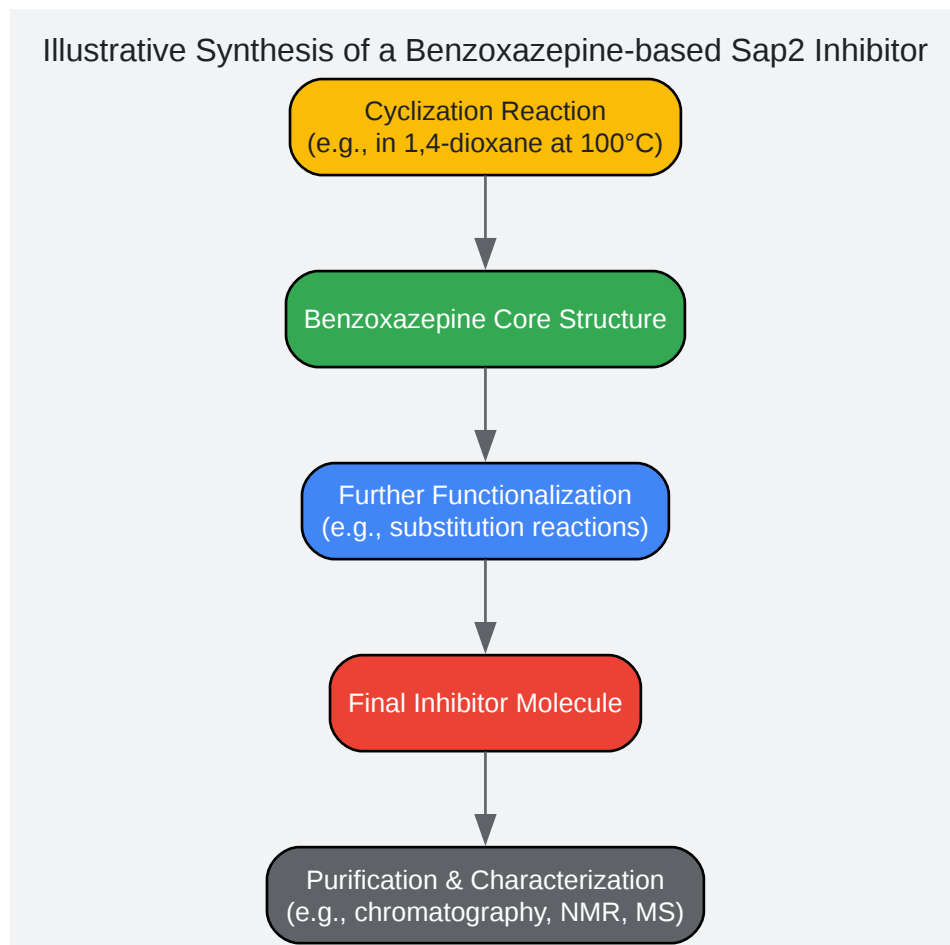 Illustrative Synthesis of a Benzoxazepine-based Sap2 Inhibitor
Cyclization Reaction
(e.g., in 1,4-dioxane at 100°C)
Benzoxazepine Core Structure
Further Functionalization
(e.g., substitution reactions)
Final Inhibitor Molecule
Purification & Characterization
(e.g., chromatography, NMR, MS)